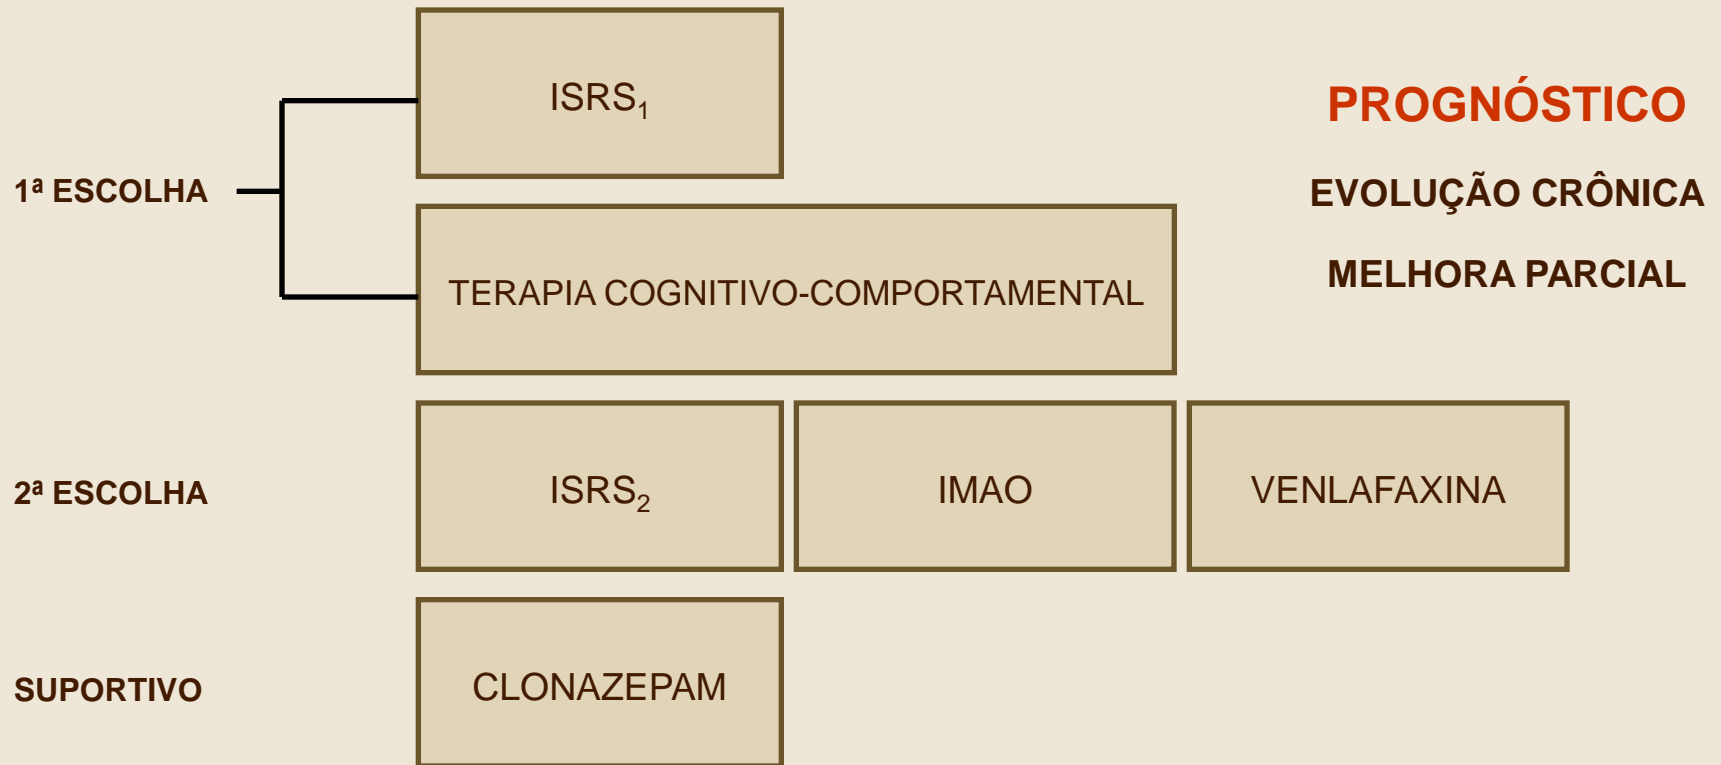 ISRS₁
PROGNÓSTICO
1ª ESCOLHA
EVOLUÇÃO CRÔNICA
MELHORA PARCIAL
TERAPIA COGNITIVO-COMPORTAMENTAL
2ª ESCOLHA
ISRS₂
IMAO
VENLAFAXINA
SUPORTIVO
CLONAZEPAM